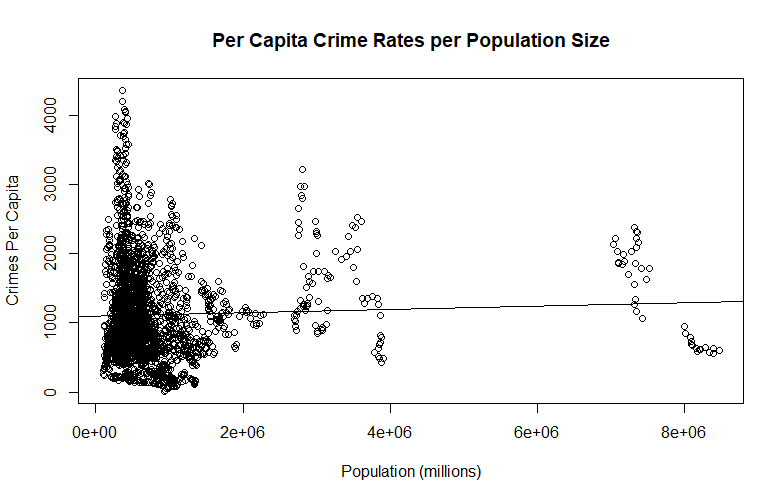 Per Capita Crime Rates per Population Size
Crimes Per Capita
4000
3000
2000
1000
0
0e+00 2e+06 4e+06 6e+06 8e+06
Population (millions)